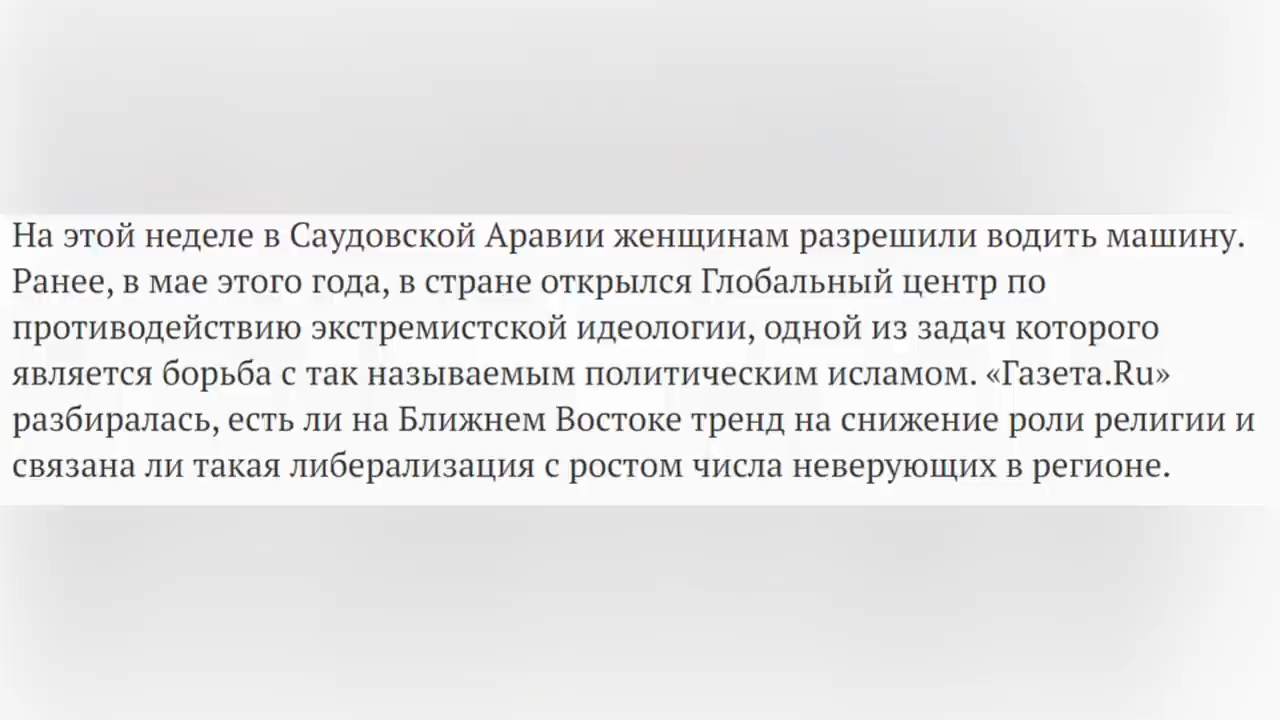 На этой неделе в Саудовской Аравии женщинам разрешили водить машину.
Ранее, в мае этого года, в стране открылся Глобальный центр по
противодействию экстремистской идеологии, одной из задач которого
является борьба с так называемым политическим исламом. «Газета.Ru»
разбиралась, есть ли на Ближнем Востоке тренд на снижение роли религии и
связана ли такая либерализация с ростом числа неверующих в регионе.